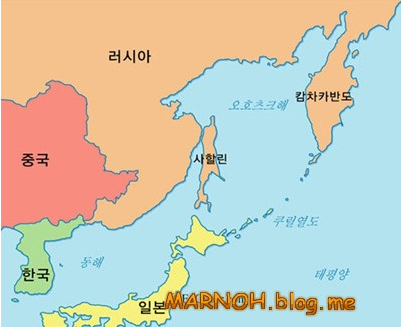 러시아
캄차카반도
오호츠크해
중국
사할린
쿠릴열도
동해
한국
태평양
일본
MARNOH.blog.me